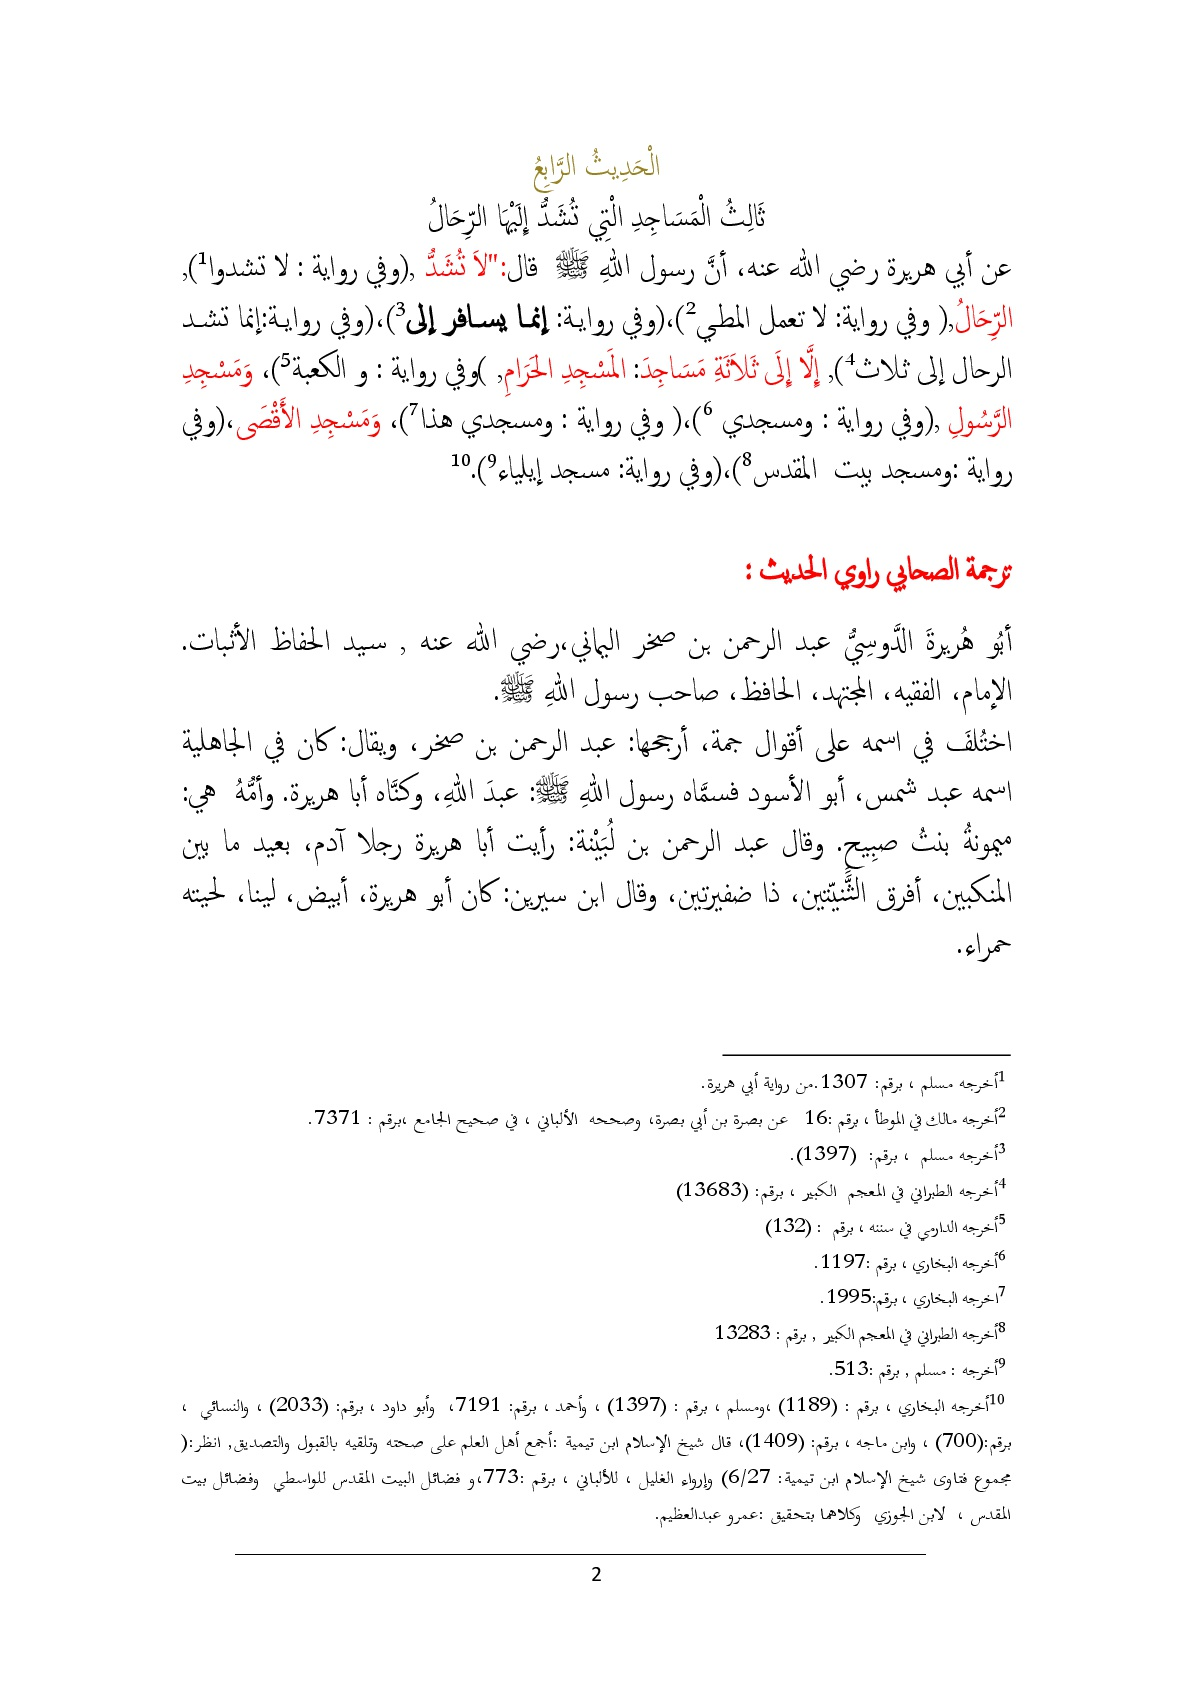 الْحَدِيثُ الرَّابِعُ
ثَالِثُ الْمَسَاجِدِ الْتِي تُشَدُّ إِلَيْهَا الرِّحَالُ
عن أبي هريرة رضي الله عنه، أنَّ رسول اللهِ ﷺ قال:"لاَ تُشَدُّ ,(وفي رواية : لا تشدوا1),
الرِّحَالُ,( وفي رواية: لا تعمل المطي2)،(وفي رواية: إنما يسافر إلى3)،(وفي رواية:إنما تشد
الرحال إلى ثلاث4), إِلَّا إِلَى ثَلاَثَةِ مَسَاجِدَ: المَسْجِدِ الحَرَامِ, )وفي رواية : و الكعبة5)، وَمَسْجِدِ
الرَّسُولِ ,(وفي رواية : ومسجدي 6)،( وفي رواية : ومسجدي هذا7)، وَمَسْجِدِ الأَقْصَى،(وفي
رواية :ومسجد بيت المقدس8)،(وفي رواية: مسجد إيلياء9).10
ترجمة الصحابي راوي الحديث :
أبُو هُريرةَ الدَّوسِيُّ عبد الرحمن بن صخر اليماني،رضي الله عنه , سيد الحفاظ الأثبات.
الإمام، الفقيه، المجتهد، الحافظ، صاحب رسول اللهِ ﷺ.
اختُلفَ في اسمه على أقوال جمة، أرجحها: عبد الرحمن بن صخر، ويقال: كان في الجاهلية
اسمه عبد شمس، أبو الأسود فسمَّاه رسول اللهِ ﷺ: عبدَ اللهِ، وكنَّاه أبا هريرة. وأمُّهُ هي:
ميمونةُ بنتُ صبِيح. وقال عبد الرحمن بن لُبَيْنة: رأيت أبا هريرة رجلا آدم، بعيد ما بين
المنكبين، أفرق الثَّنيّتين، ذا ضفيرتين، وقال ابن سيرين: كان أبو هريرة، أبيض، لينا، لحيته
حمراء.
1أخرجه مسلم ، برقم: 1307.من رواية أبي هريرة.
2أخرجه مالك في الموطأ ، برقم :16 عن بصرة بن أبي بصرة، وصححه الألباني ، في صحيح الجامع ،برقم : 7371.
3أخرجه مسلم ، برقم: (1397).
4أخرجه الطبراني في المعجم الكبير ، برقم: (13683)
5أخرجه الدارمي في سننه ، برقم : (132)
6أخرجه البخاري ، برقم :1197.
7اخرجه البخاري ، برقم:1995.
8أخرجه الطبراني في المعجم الكبير , برقم : 13283
9أخرجه : مسلم , برقم :513.
10أخرجه البخاري ، برقم : (1189) ،ومسلم ، برقم : (1397) ، وأحمد ، برقم: 7191، وأبو داود ، برقم: (2033) ، والنسائي ،
برقم:(700) ، وابن ماجه ، برقم: (1409)، قال شيخ الإسلام ابن تيمية :أجمع أهل العلم على صحته وتلقيه بالقبول والتصديق, انظر:(
مجموع فتاوى شيخ الإسلام ابن تيمية: 6/27) وإرواء الغليل ، للألباني ، برقم :773،و فضائل البيت المقدس للواسطي وفضائل بيت
المقدس ، لابن الجوزي وكلاهما بتحقيق :عمرو عبدالعظيم.
2